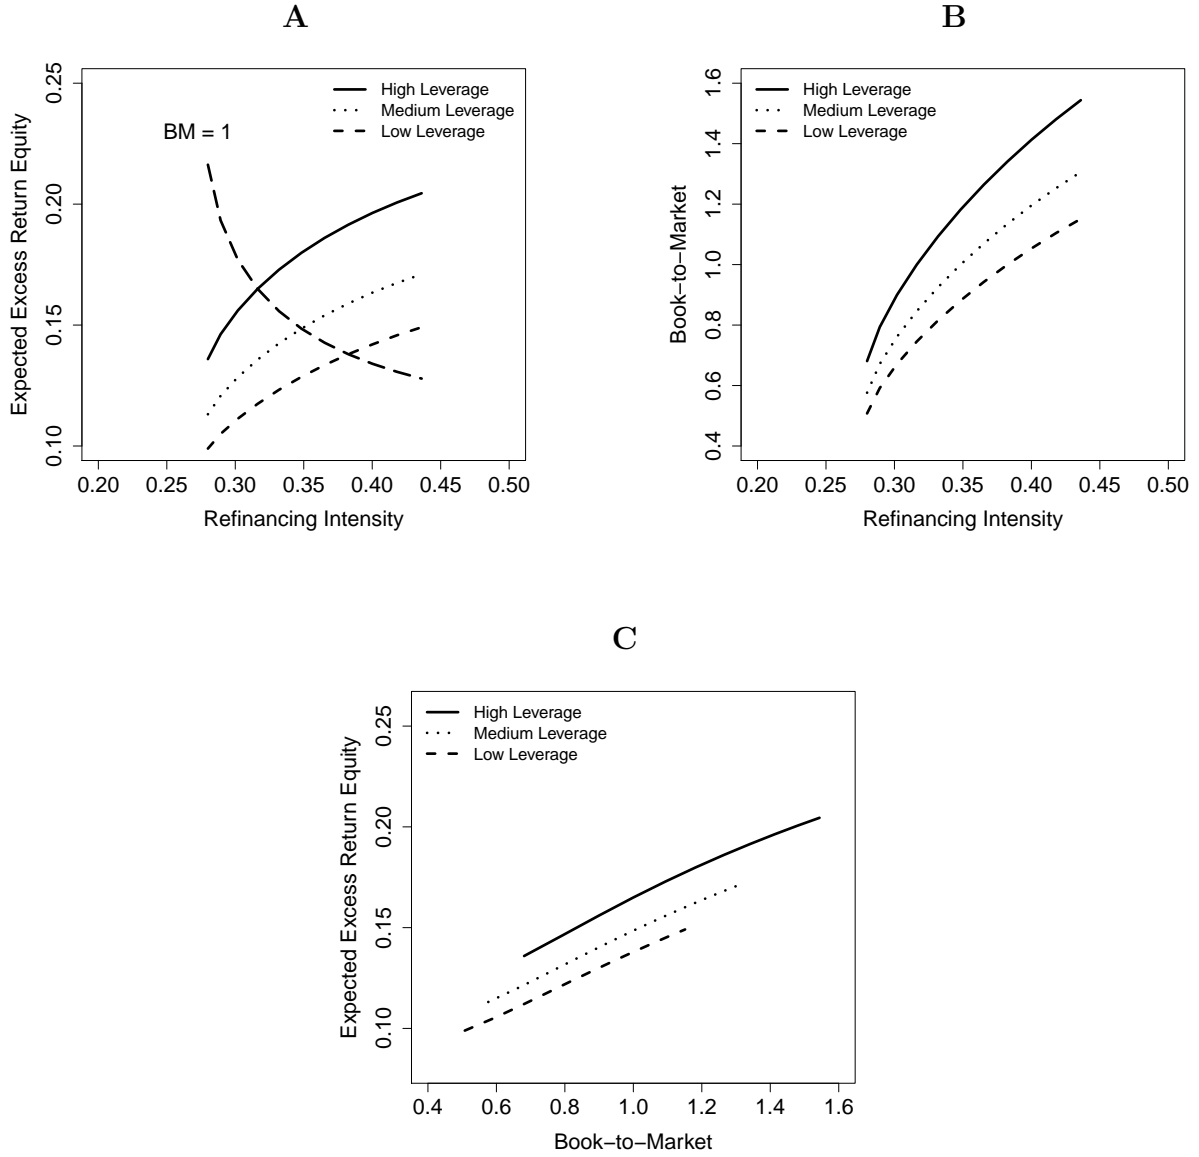 A
Expected Excess Return Equity
0.25
0.20
0.15
0.10
BM = 1
High Leverage
Medium Leverage
Low Leverage
0.20 0.25 0.30 0.35 0.40 0.45 0.50
Refinancing Intensity
B
Book−to−Market
1.6
1.4
1.2
1.0
0.8
0.6
0.4
High Leverage
Medium Leverage
Low Leverage
0.20 0.25 0.30 0.35 0.40 0.45 0.50
Refinancing Intensity
C
Expected Excess Return Equity
0.25
0.20
0.15
0.10
High Leverage
Medium Leverage
Low Leverage
0.4 0.6 0.8 1.0 1.2 1.4 1.6
Book−to−Market